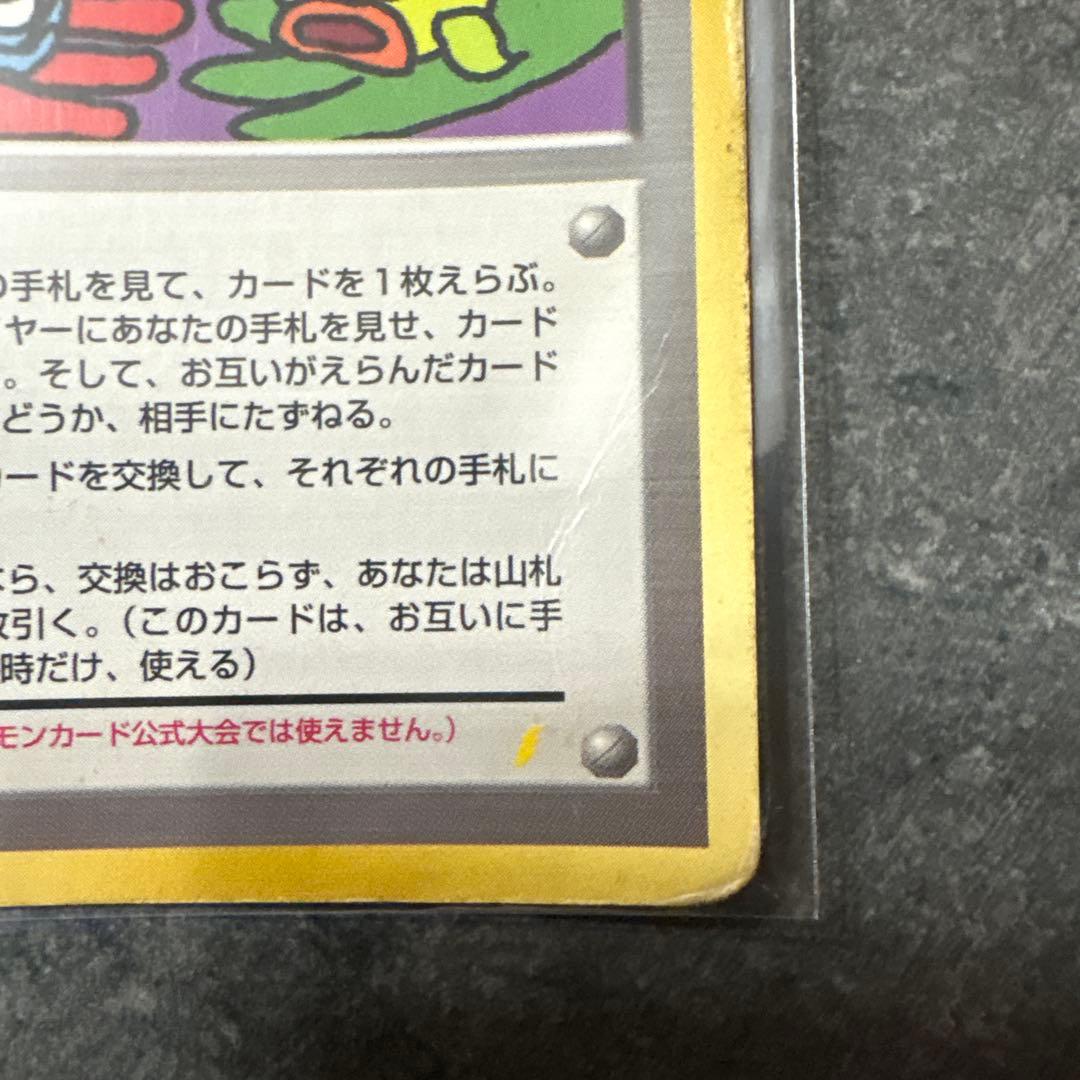 の手札を見て、カードを1枚えらぶ。
ヤーにあなたの手札を見せ、カード
。そして、お互いがえらんだカード
どうか、相手にたずねる。
ードを交換して、それぞれの手札に
ら、交換はおこらず、あなたは山札
枚引く。（このカードは、お互いに手
時だけ、使える）
モンカード公式大会では使えません。）